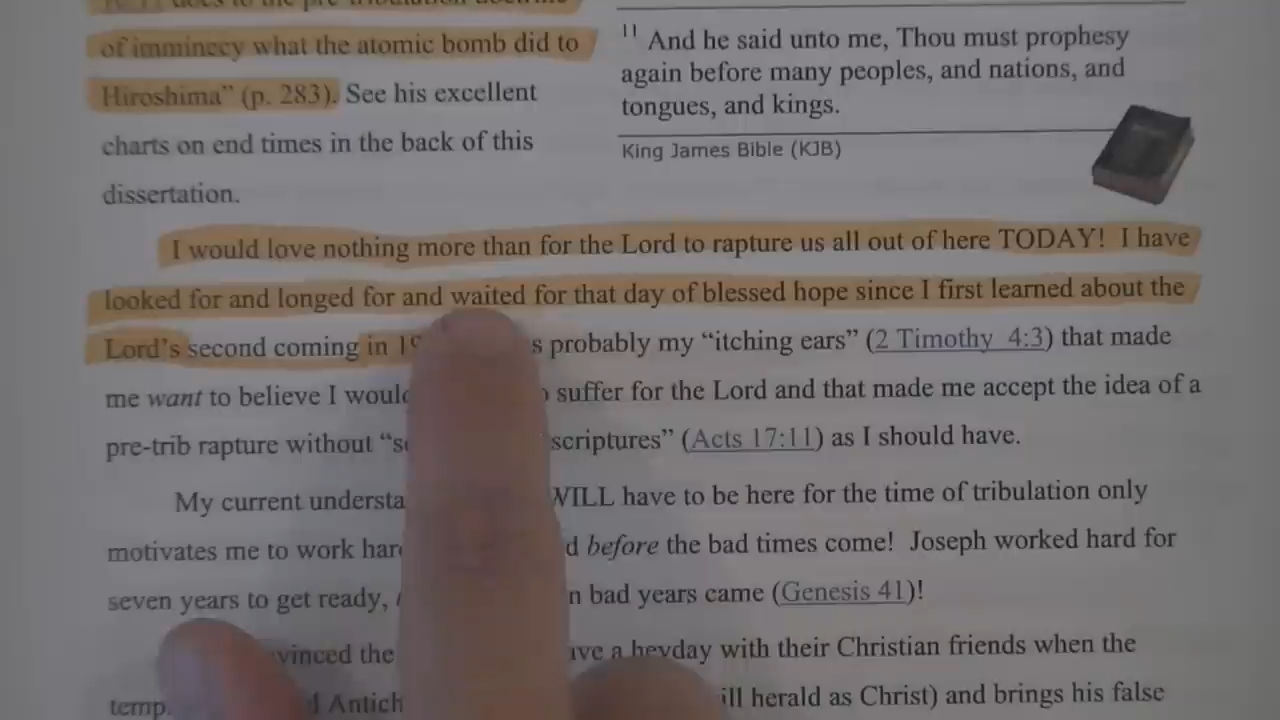 of imminecy what the atomic bomb did to
Hiroshima” (p. 283). See his excellent
charts on end times in the back of this
dissertation.
11 And he said unto me, Thou must prophesy
again before many peoples, and nations, and
tongues, and kings.
King James Bible (KJB)
I would love nothing more than for the Lord to rapture us all out of here TODAY! I have
looked for and longed for and waited for that day of blessed hope since I first learned about the
Lord’s second coming in probably my “itching ears” (2 Timothy 4:3) that made
me want to believe I suffer for the Lord and that made me accept the idea of a
pre-trib rapture without scriptures” (Acts 17:11) as I should have.
My current WILL have to be here for the time of tribulation only
motivates me to work before the bad times come! Joseph worked hard for
seven years to get ready, bad years came (Genesis 41)!
the a heyday with their Christian friends when the
herald as Christ) and brings his false